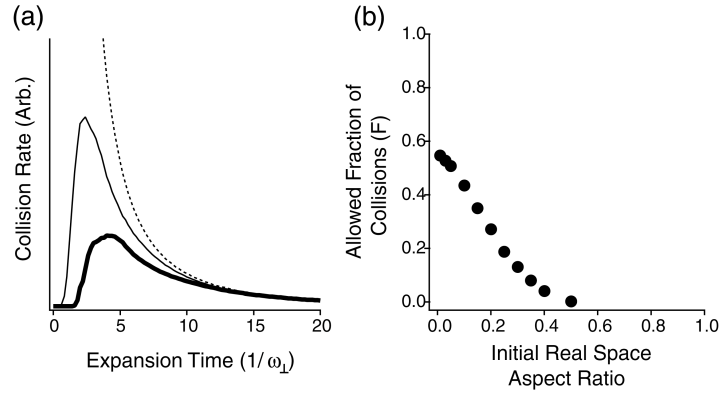 (a)
Collision Rate (Arb.)
0
5
10
15
20
Expansion Time (1/ω⊥)
(b)
Allowed Fraction of
Collisions (F)
1.0
0.8
0.6
0.4
0.2
0.0
0.0
0.2
0.4
0.6
0.8
1.0
Initial Real Space
Aspect Ratio